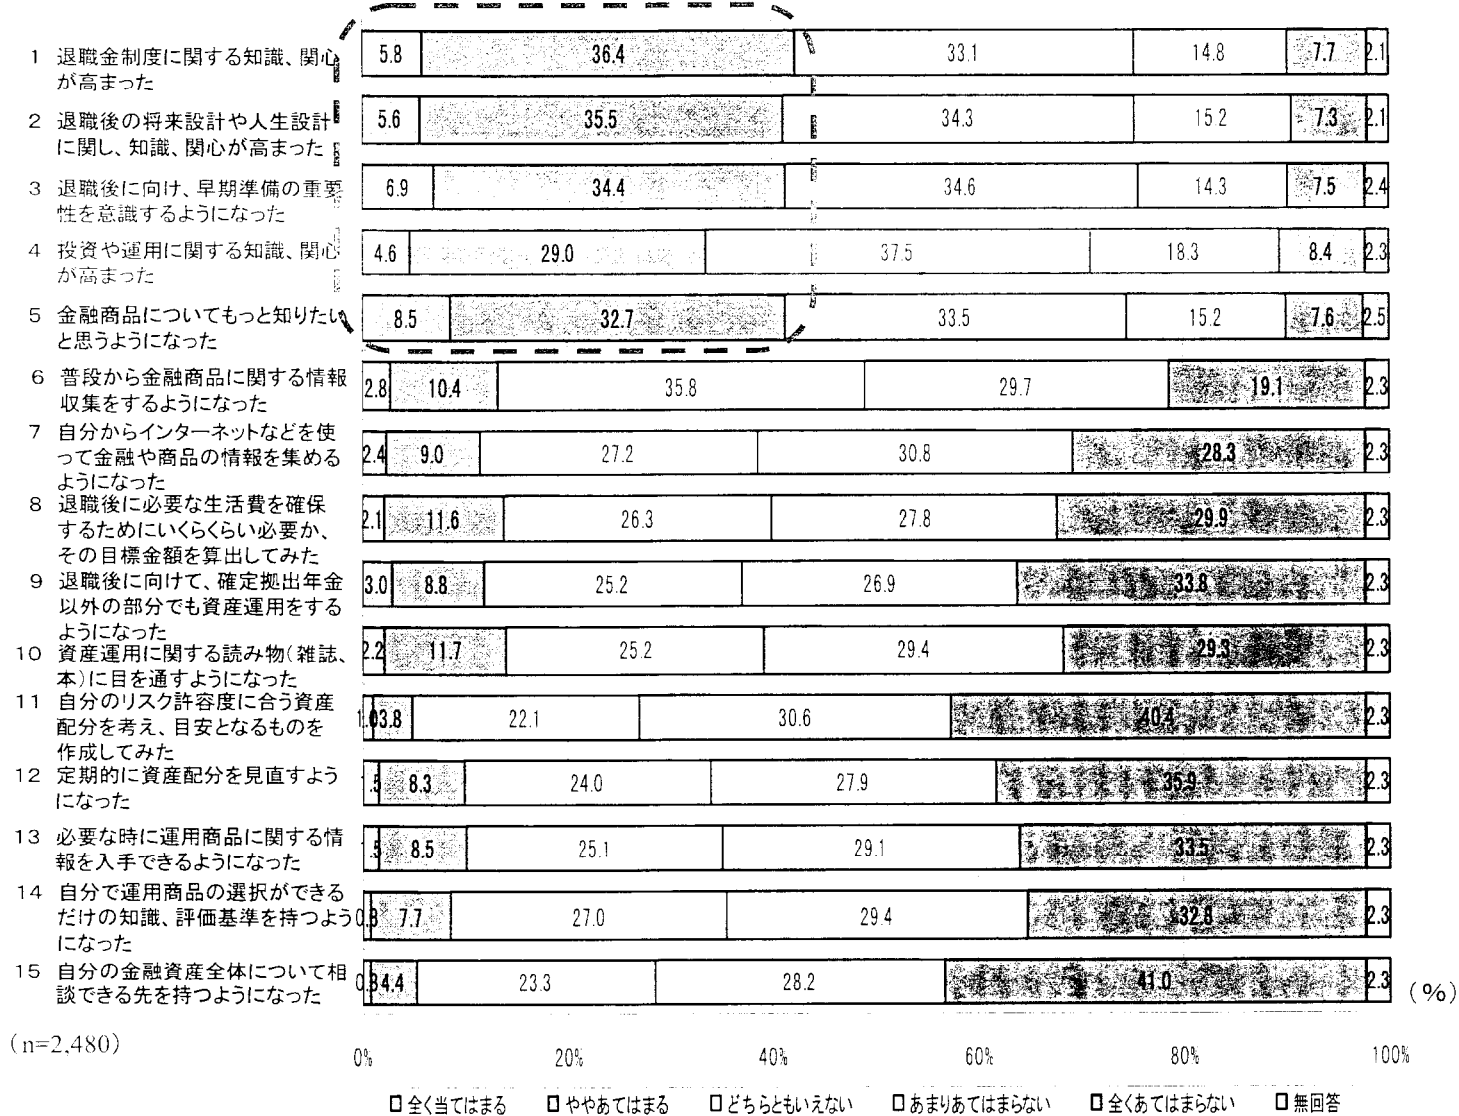 1 退職金制度に関する知識、関心
が高まった
5.8 36.4 33.1 14.8 7.7 2.1
2 退職後の将来設計や人生設計
に関し、知識、関心が高まった
5.6 35.5 34.3 15.2 7.3 2.1
3 退職後に向け、早期準備の重要
性を意識するようになった
6.9 34.4 34.6 14.3 7.5 2.4
4 投資や運用に関する知識、関心
が高まった
4.6 29.0 37.5 18.3 8.4 2.3
5 金融商品についてもっと知りたい
と思うようになった
8.5 32.7 33.5 15.2 7.6 2.5
6 普段から金融商品に関する情報
収集をするようになった
2.8 10.4 35.8 29.7 19.1 2.3
7 自分からインターネットなどを使
って金融や商品の情報を集める
ようになった
2.4 9.0 27.2 30.8 28.3 2.3
8 退職後に必要な生活費を確保
するためにいくらくらい必要か、
その目標金額を算出してみた
2.1 11.6 26.3 27.8 29.9 2.3
9 退職後に向けて、確定拠出年金
以外の部分でも資産運用をする
ようになった
3.0 8.8 25.2 26.9 33.8 2.3
10 資産運用に関する読み物(雑誌、
本)に目を通すようになった
2.2 11.7 25.2 29.4 29.3 2.3
11 自分のリスク許容度に合う資産
配分を考え、目安となるものを
作成してみた
1.0 3.8 22.1 30.6 40.4 2.3
12 定期的に資産配分を見直すよう
になった
.5 8.3 24.0 27.9 35.9 2.3
13 必要な時に運用商品に関する情
報を入手できるようになった
.5 8.5 25.1 29.1 33.5 2.3
14 自分で運用商品の選択ができる
だけの知識、評価基準を持つよう
になった
0.8 7.7 27.0 29.4 32.8 2.3
15 自分の金融資産全体について相
談できる先を持つようになった
0.8 4.4 23.3 28.2 41.0 2.3
(%)
(n=2,480)
0% 20% 40% 60% 80% 100%
全く当てはまる ややあてはまる どちらともいえない あまりあてはまらない 全くあてはまらない 無回答